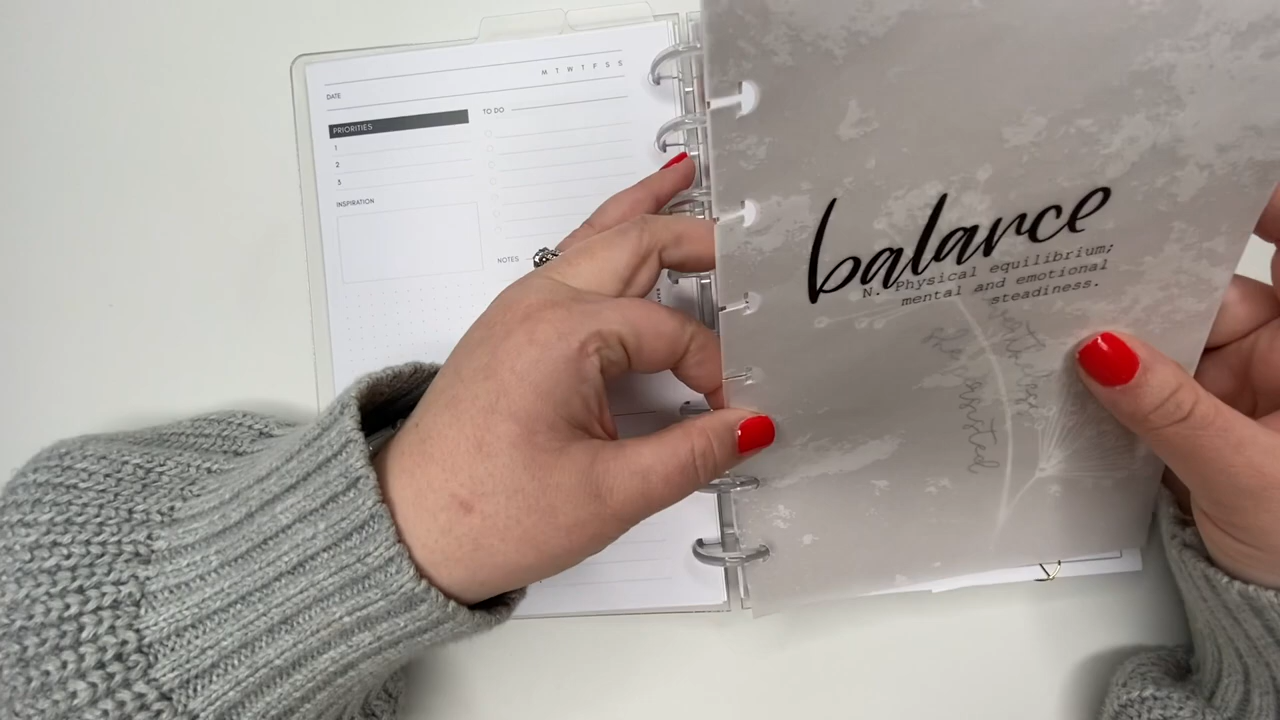 M T W T F S S
DATE
PRIORITIES
1
2
3
INSPIRATION
TO DO
NOTES
balance
N. Physical equilibrium;
mental and emotional
steadiness.